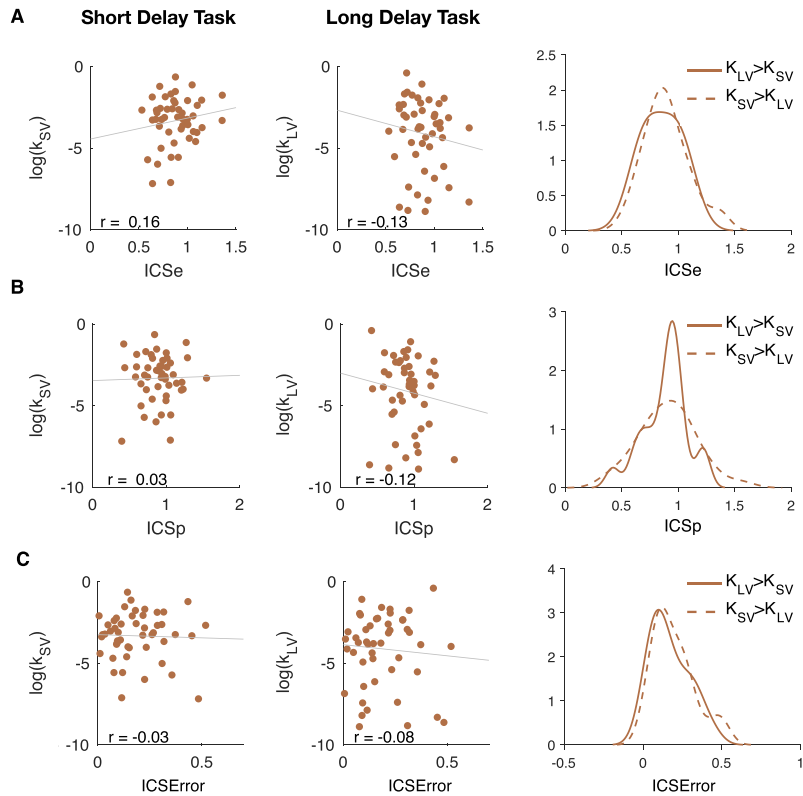 A
Short Delay Task
Long Delay Task
0
-5
-10
log(kSV)
r = 0.16
0
0.5
1
1.5
ICSe
0
-5
-10
log(kLV)
r = -0.13
0
0.5
1
1.5
ICSe
2.5
2
1.5
1
0.5
0
KLV>KSV
KSV>KLV
0
0.5
1
1.5
2
ICSe
B
0
-5
-10
log(kSV)
r = 0.03
0
1
2
ICSp
0
-5
-10
log(kLV)
r = -0.12
0
1
2
ICSp
3
2
1
0
KLV>KSV
KSV>KLV
0
0.5
1
1.5
2
ICSp
C
0
-5
-10
log(kSV)
r = -0.03
0
0.5
ICSError
0
-5
-10
log(kLV)
r = -0.08
0
0.5
ICSError
4
3
2
1
0
KLV>KSV
KSV>KLV
-0.5
0
0.5
1
ICSError